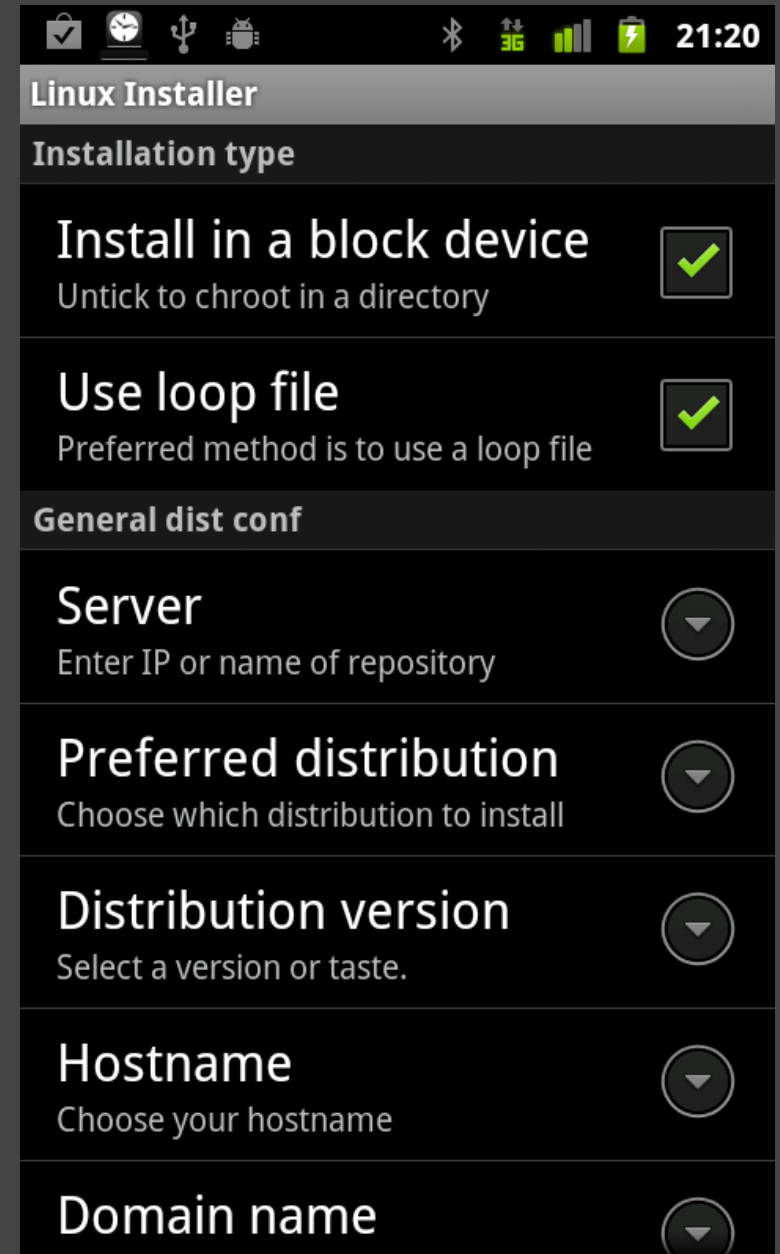 3G 21:20
Linux Installer
Installation type
Install in a block device
Untick to chroot in a directory
Use loop file
Preferred method is to use a loop file
General dist conf
Server
Enter IP or name of repository
Preferred distribution
Choose which distribution to install
Distribution version
Select a version or taste.
Hostname
Choose your hostname
Domain name